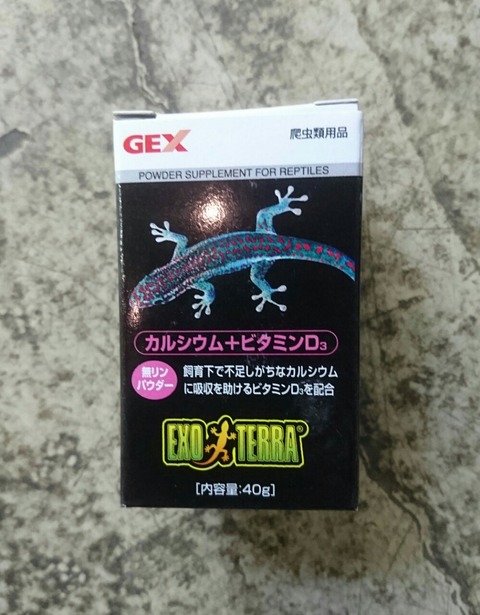 GEX
爬虫類用品
POWDER SUPPLEMENT FOR REPTILES
カルシウム+ビタミンD₃
無リン
パウダー
飼育下で不足しがちなカルシウム
に吸収を助けるビタミンD₃を配合
EXO TERRA®
[内容量:40g]